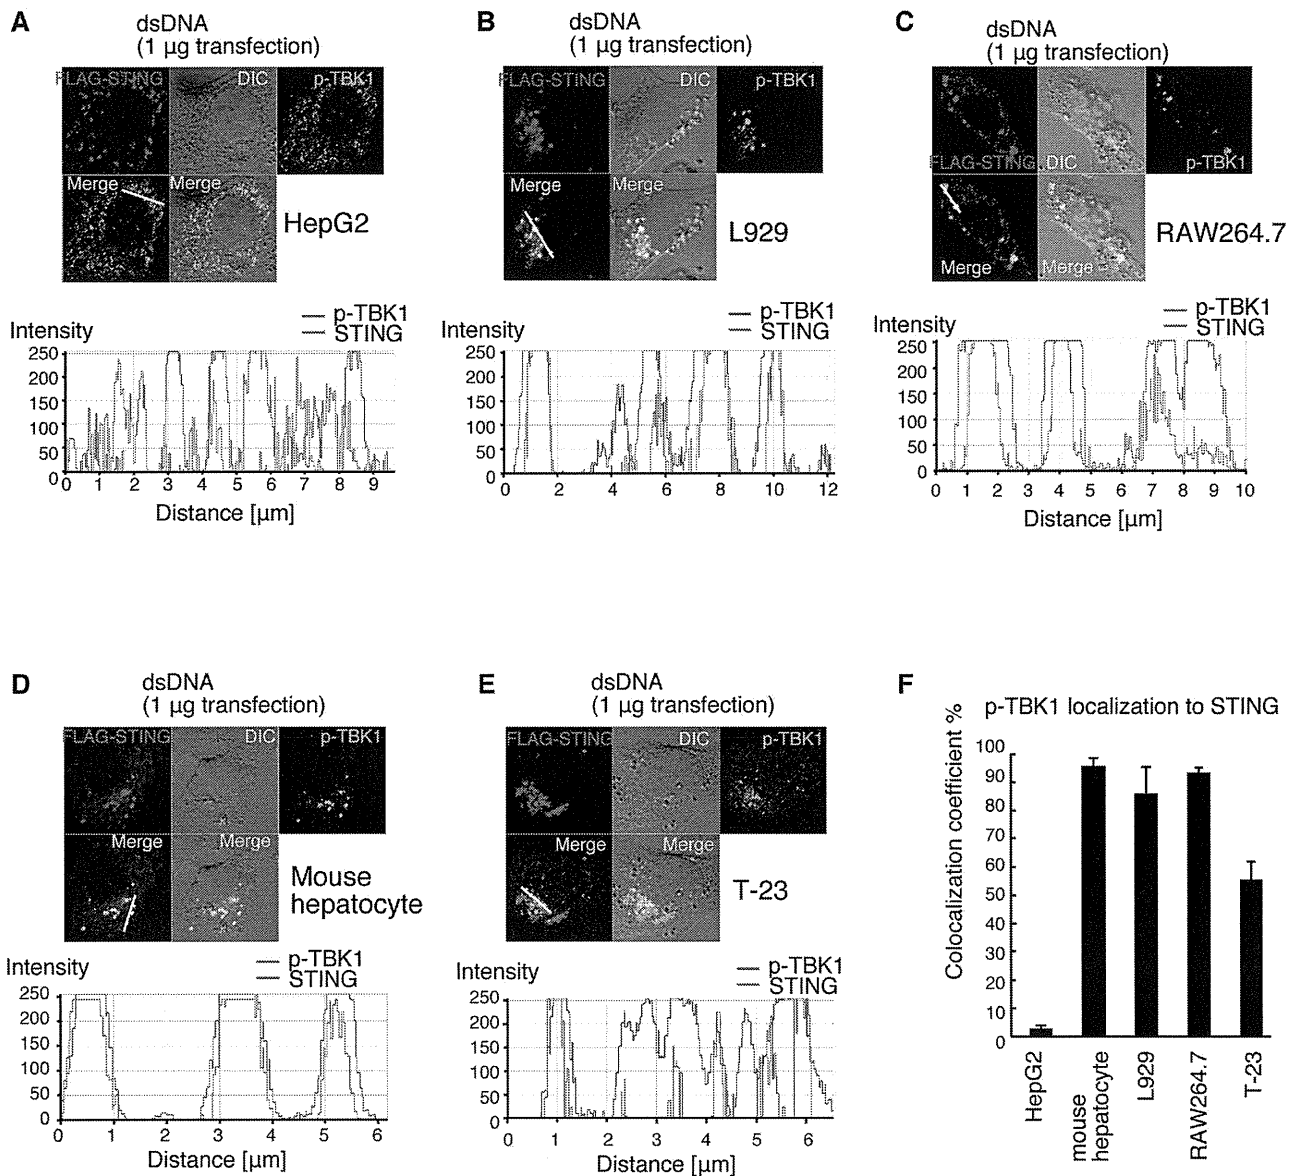 A
dsDNA
(1 µg transfection)
FLAG-STING
DIC
p-TBK1
Merge
Merge
HepG2
Intensity
p-TBK1
STING
250
200
150
100
50
0
0 1 2 3 4 5 6 7 8 9
Distance [µm]
B
dsDNA
(1 µg transfection)
FLAG-STING
DIC
p-TBK1
Merge
Merge
L929
p-TBK1
STING
250
200
150
100
50
0
0 2 4 6 8 10 12
C
dsDNA
(1 µg transfection)
FLAG-STING
DIC
p-TBK1
Merge
Merge
RAW264.7
Intensity
p-TBK1
STING
250
200
150
100
50
0
0 1 2 3 4 5 6 7 8 9 10
Distance [µm]
D
dsDNA
(1 µg transfection)
FLAG-STING
DIC
p-TBK1
Merge
Merge
Mouse
hepatocyte
Intensity
p-TBK1
STING
250
200
150
100
50
0
0 1 2 3 4 5 6
Distance [µm]
E
dsDNA
(1 µg transfection)
FLAG-STING
DIC
p-TBK1
Merge
Merge
T-23
Intensity
p-TBK1
STING
250
200
150
100
50
0
0 1 2 3 4 5 6
Distance [µm]
F
p-TBK1 localization to STING
Colocalization coefficient %
100
90
80
70
60
50
40
30
20
10
0
HepG2
mouse
hepatocyte
L929
RAW264.7
T-23